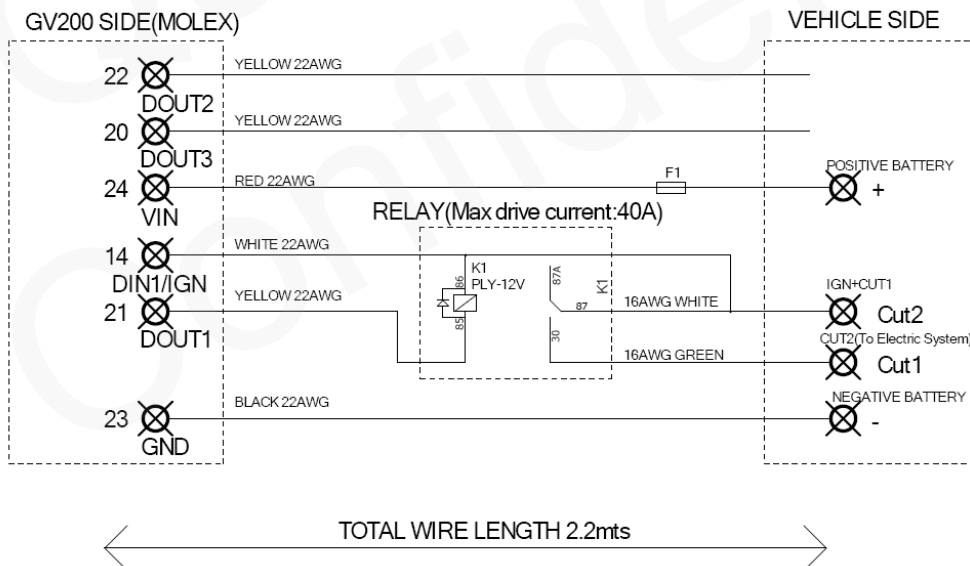 GV200 SIDE(MOLEX)
VEHICLE SIDE
22
YELLOW 22AWG
DOUT2
20
YELLOW 22AWG
DOUT3
24
RED 22AWG
F1
POSITIVE BATTERY
+
VIN
RELAY(Max drive current:40A)
14
WHITE 22AWG
DIN1/IGN
86
K1
PLY-12V
85
87A
K1
87
30
16AWG WHITE
IGN+CUT1
Cut2
21
YELLOW 22AWG
DOUT1
CUT2(To Electric System)
16AWG GREEN
Cut1
23
BLACK 22AWG
GND
NEGATIVE BATTERY
-
TOTAL WIRE LENGTH 2.2mts
Confidential